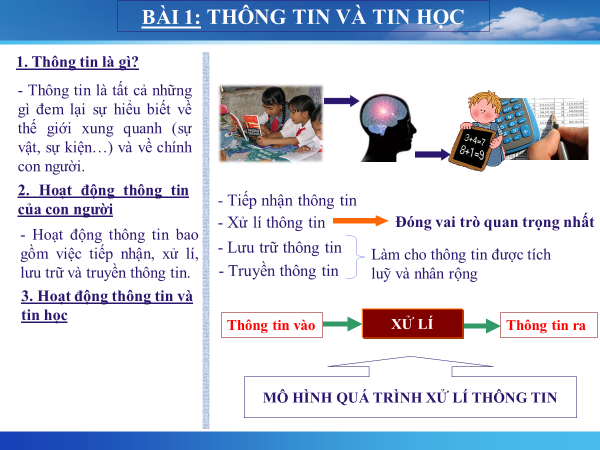 BÀI 1: THÔNG TIN VÀ TIN HỌC
1. Thông tin là gì?
- Thông tin là tất cả những
gì đem lại sự hiểu biết về
thế giới xung quanh (sự
vật, sự kiện…) và về chính
con người.
2. Hoạt động thông tin
của con người
- Hoạt động thông tin bao
gồm việc tiếp nhận, xử lí,
lưu trữ và truyền thông tin.
3. Hoạt động thông tin và
tin học
3+4=7
8+1=9
- Tiếp nhận thông tin
- Xử lí thông tin
Đóng vai trò quan trọng nhất
- Lưu trữ thông tin
- Truyền thông tin
Làm cho thông tin được tích
luỹ và nhân rộng
Thông tin vào
XỬ LÍ
Thông tin ra
MÔ HÌNH QUÁ TRÌNH XỬ LÍ THÔNG TIN